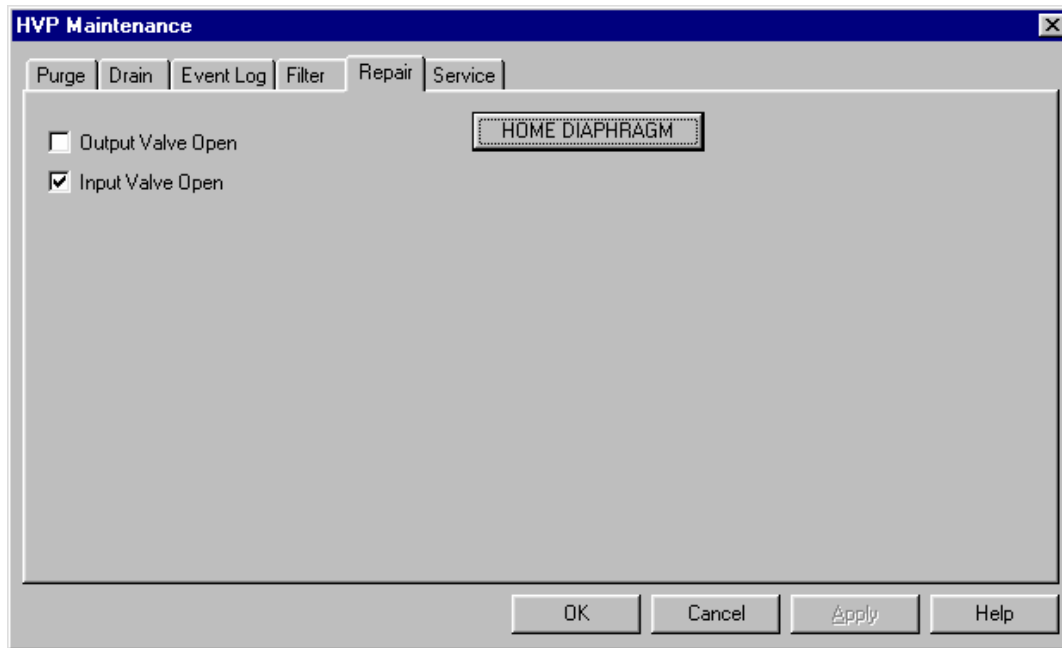 HVP Maintenance
Purge Drain Event Log Filter Repair Service
Output Valve Open
HOME DIAPHRAGM
Input Valve Open
OK Cancel Apply Help